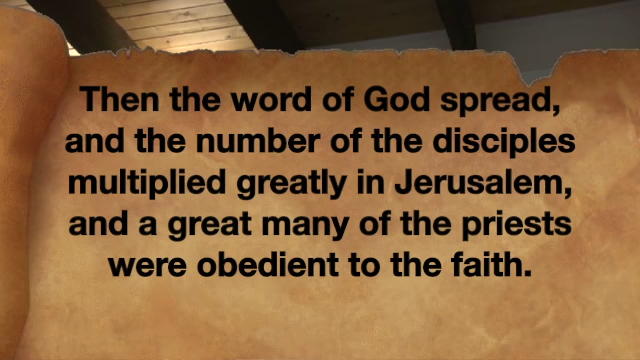 Then the word of God spread,
and the number of the disciples
multiplied greatly in Jerusalem,
and a great many of the priests
were obedient to the faith.